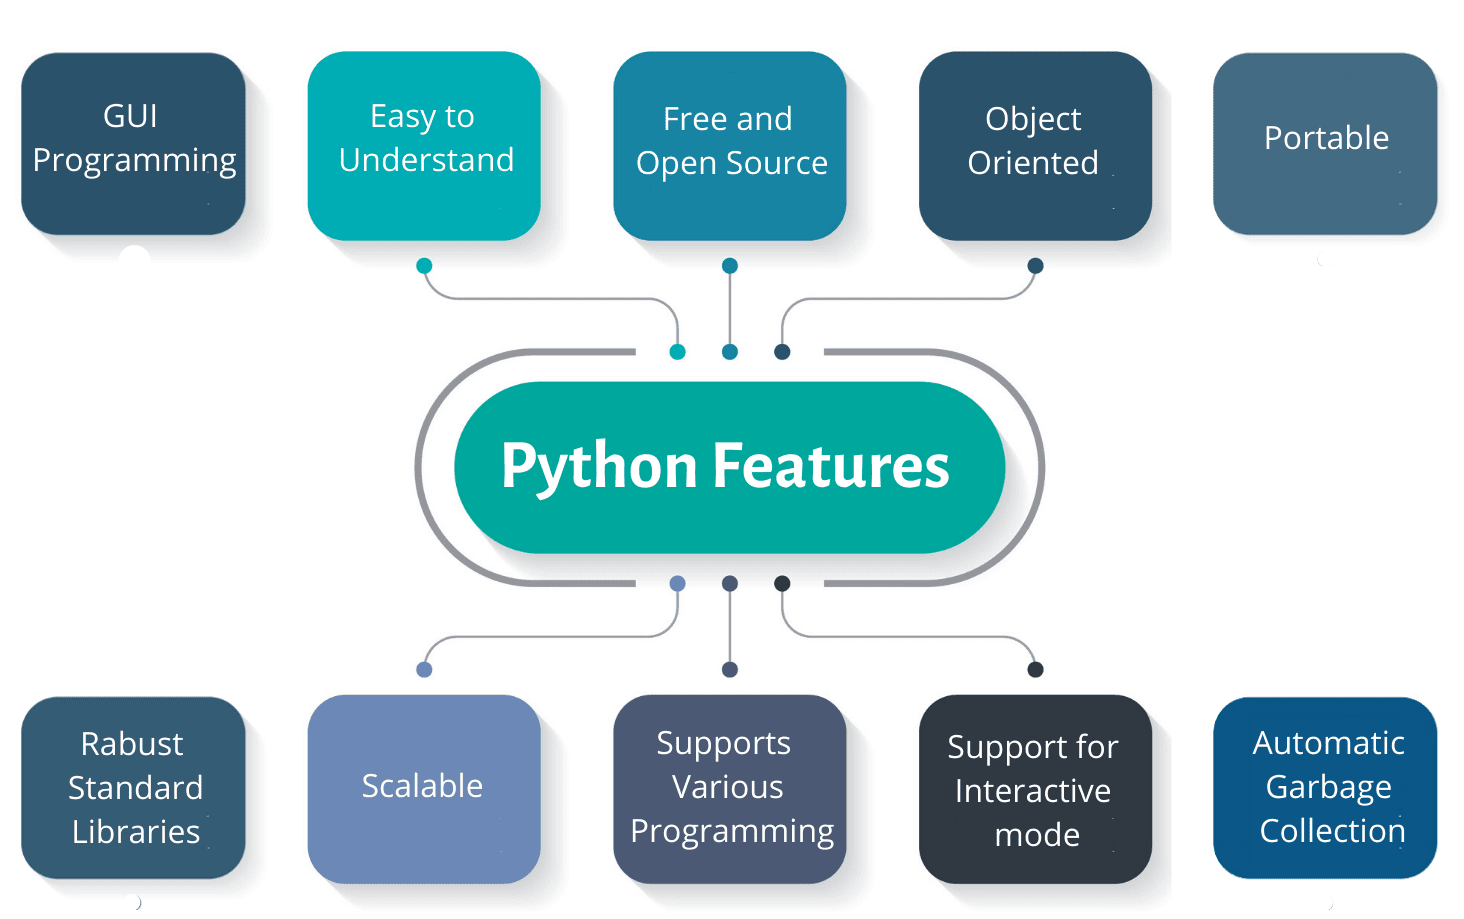 GUI
Programming
Easy to
Understand
Free and
Open Source
Object
Oriented
Portable
Python Features
Rabust
Standard
Libraries
Scalable
Supports
Various
Programming
Support for
Interactive
mode
Automatic
Garbage
Collection